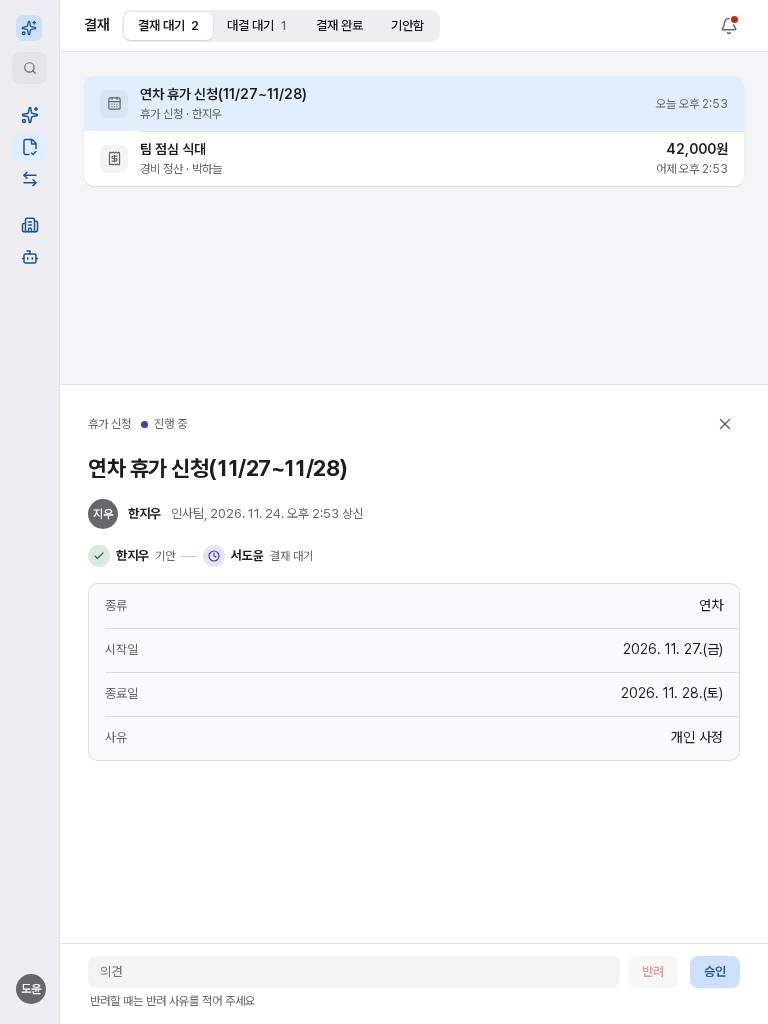 결재
결재 대기 2
대결 대기 1
결재 완료
기안함
연차 휴가 신청(11/27~11/28)
휴가 신청 · 한지우
오늘 오후 2:53
팀 점심 식대
경비 정산 · 박하늘
42,000원
어제 오후 2:53
휴가 신청 진행 중
연차 휴가 신청(11/27~11/28)
지우 한지우 인사팀, 2026. 11. 24. 오후 2:53 상신
한지우 기안 서도윤 결재 대기
종류 연차
시작일 2026. 11. 27.(금)
종료일 2026. 11. 28.(토)
사유 개인 사정
의견
반려
승인
반려할 때는 반려 사유를 적어 주세요
도윤